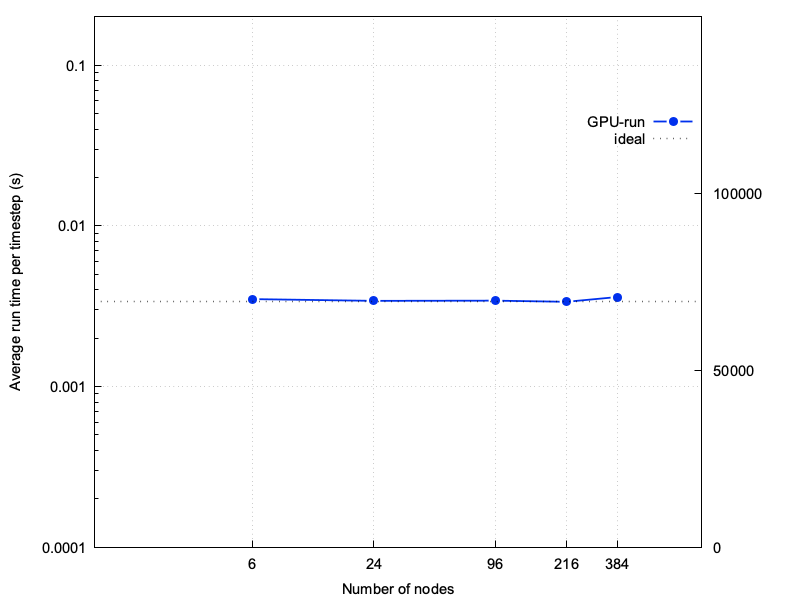 0.1
0.01
0.001
0.0001
Average run time per timestep (s)
GPU-run
ideal
100000
50000
0
6 24 96 216 384
Number of nodes